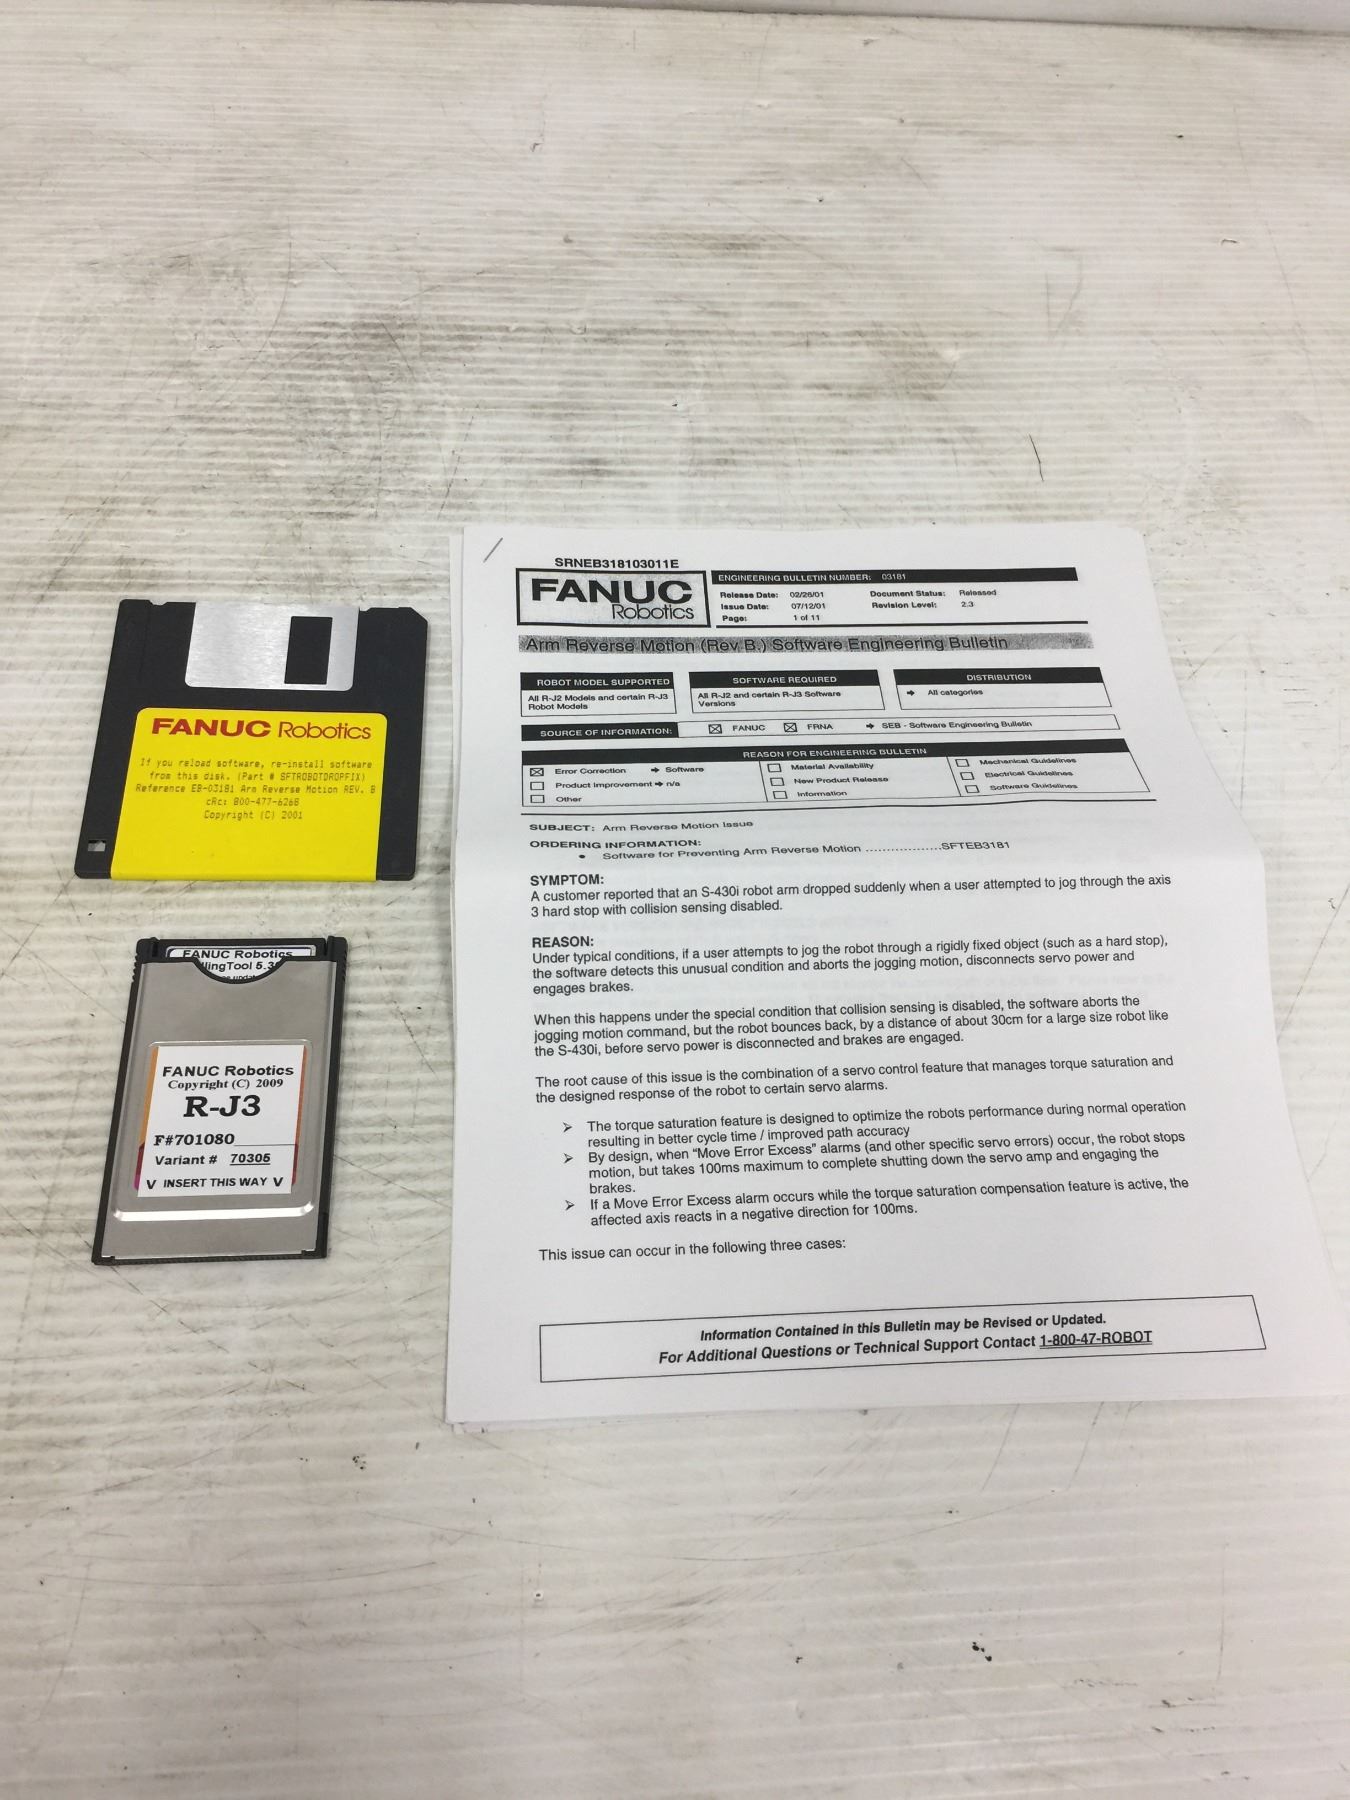 FANUC Robotics
If you reload software, re-install software
from this disk. (Part # SFTROBOTDROPFIX)
Reference EB-03181 Arm Reverse Motion REV. B
cRc: 800-477-6268
Copyright (C) 2001
FANUC Robotics
llingTool 5.3
FANUC Robotics
Copyright (C) 2009
R-J3
F#701080
Variant # 70305
V INSERT THIS WAY V
SRNEB318103011E
FANUC
Robotics
ENGINEERING BULLETIN NUMBER: 03181
Release Date: 02/26/01 Document Status: Released
Issue Date: 07/12/01 Revision Level: 2.3
Page: 1 of 11
Arm Reverse Motion (Rev B.) Software Engineering Bulletin
ROBOT MODEL SUPPORTED
All R-J2 Models and certain R-J3
Robot Models
SOFTWARE REQUIRED
All R-J2 and certain R-J3 Software
Versions
DISTRIBUTION
➔ All categories
SOURCE OF INFORMATION: ☒ FANUC ☒ FRNA ➔ SEB - Software Engineering Bulletin
REASON FOR ENGINEERING BULLETIN
☒ Error Correction ➔ Software ☐ Material Availability ☐ Mechanical Guidelines
☐ Product Improvement ➔ n/a ☐ New Product Release ☐ Electrical Guidelines
☐ Other ☐ Information ☐ Software Guidelines
SUBJECT: Arm Reverse Motion Issue
ORDERING INFORMATION:
• Software for Preventing Arm Reverse Motion ..................SFTEB3181
SYMPTOM:
A customer reported that an S-430i robot arm dropped suddenly when a user attempted to jog through the axis
3 hard stop with collision sensing disabled.
REASON:
Under typical conditions, if a user attempts to jog the robot through a rigidly fixed object (such as a hard stop),
the software detects this unusual condition and aborts the jogging motion, disconnects servo power and
engages brakes.
When this happens under the special condition that collision sensing is disabled, the software aborts the
jogging motion command, but the robot bounces back, by a distance of about 30cm for a large size robot like
the S-430i, before servo power is disconnected and brakes are engaged.
The root cause of this issue is the combination of a servo control feature that manages torque saturation and
the designed response of the robot to certain servo alarms.
➢ The torque saturation feature is designed to optimize the robots performance during normal operation
resulting in better cycle time / improved path accuracy
➢ By design, when “Move Error Excess” alarms (and other specific servo errors) occur, the robot stops
motion, but takes 100ms maximum to complete shutting down the servo amp and engaging the
brakes.
➢ If a Move Error Excess alarm occurs while the torque saturation compensation feature is active, the
affected axis reacts in a negative direction for 100ms.
This issue can occur in the following three cases:
Information Contained in this Bulletin may be Revised or Updated.
For Additional Questions or Technical Support Contact 1-800-47-ROBOT